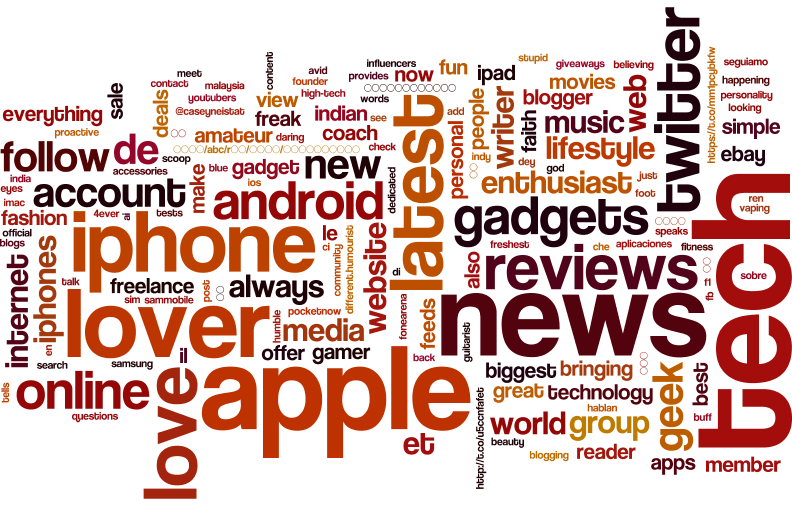 meet
content
avid
influencers
fun
stupid
giveaways
believing
seguiamo
contact
malaysia
founder
provides
now
ipad
happening
youtubers
high-tech
movies
personality
everything
sale
deals
@caseyneistat
view
words
latest
add
people
writer
blogger
web
twitter
looking
proactive
freak
indian
see
personal
faith
music
simple
amateur
daring
coach
lifestyle
ebay
follow
de
scoop
check
indy
dey
god
india
accessories
blue
gadget
new
dedicated
enthusiast
just
eyes
account
make
ios
foot
ren
imac
android
gadgets
vaping
fashion
4ever
al
tests
speaks
tech
official
iphone
le
website
freshest
che
aplicaciones
fitness
blogs
ci
community
different.humourist
di
also
reviews
f1
sobre
internet
iphones
talk
freelance
post
always
news
fb
sim
sammobile
lover
humble
pocketnow
media
fonearena
feeds
guitarist
en
search
samsung
il
offer
gamer
back
biggest
bringing
geek
best
tells
online
love
apple
great
technology
questions
hablan
buff
et
http://t.co/u5ccnfafet
world
group
beauty
blogging
reader
apps
member